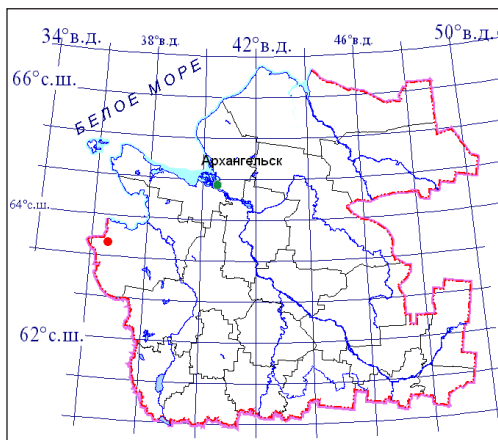 34°в.д.
38°в.д.
42°в.д.
46°в.д.
50°в.д.
66°с.ш.
БЕЛОЕ МОРЕ
Архангельск
64°с.ш.
62°с.ш.